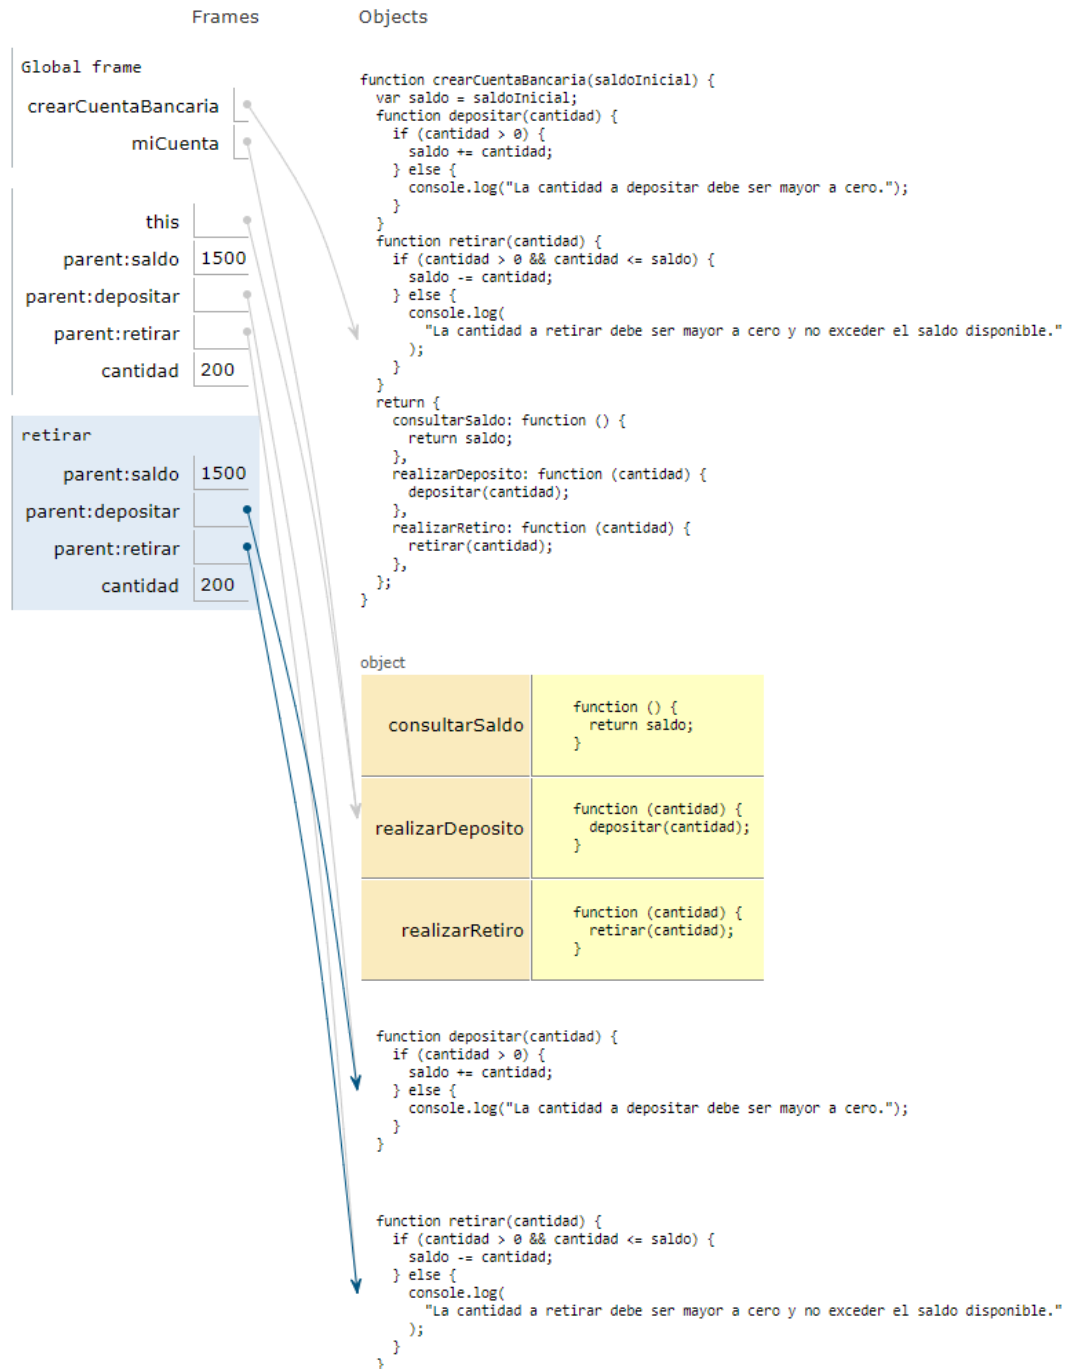 Frames Objects
Global frame
crearCuentaBancaria
miCuenta
this
parent:saldo 1500
parent:depositar
parent:retirar
cantidad 200
retirar
parent:saldo 1500
parent:depositar
parent:retirar
cantidad 200
function crearCuentaBancaria(saldoInicial) {
  var saldo = saldoInicial;
  function depositar(cantidad) {
    if (cantidad > 0) {
      saldo += cantidad;
    } else {
      console.log("La cantidad a depositar debe ser mayor a cero.");
    }
  }
  function retirar(cantidad) {
    if (cantidad > 0 && cantidad <= saldo) {
      saldo -= cantidad;
    } else {
      console.log(
        "La cantidad a retirar debe ser mayor a cero y no exceder el saldo disponible."
      );
    }
  }
  return {
    consultarSaldo: function () {
      return saldo;
    },
    realizarDeposito: function (cantidad) {
      depositar(cantidad);
    },
    realizarRetiro: function (cantidad) {
      retirar(cantidad);
    },
  };
}
object
consultarSaldo
function () {
  return saldo;
}
realizarDeposito
function (cantidad) {
  depositar(cantidad);
}
realizarRetiro
function (cantidad) {
  retirar(cantidad);
}
function depositar(cantidad) {
  if (cantidad > 0) {
    saldo += cantidad;
  } else {
    console.log("La cantidad a depositar debe ser mayor a cero.");
  }
}
function retirar(cantidad) {
  if (cantidad > 0 && cantidad <= saldo) {
    saldo -= cantidad;
  } else {
    console.log(
      "La cantidad a retirar debe ser mayor a cero y no exceder el saldo disponible."
    );
  }
}